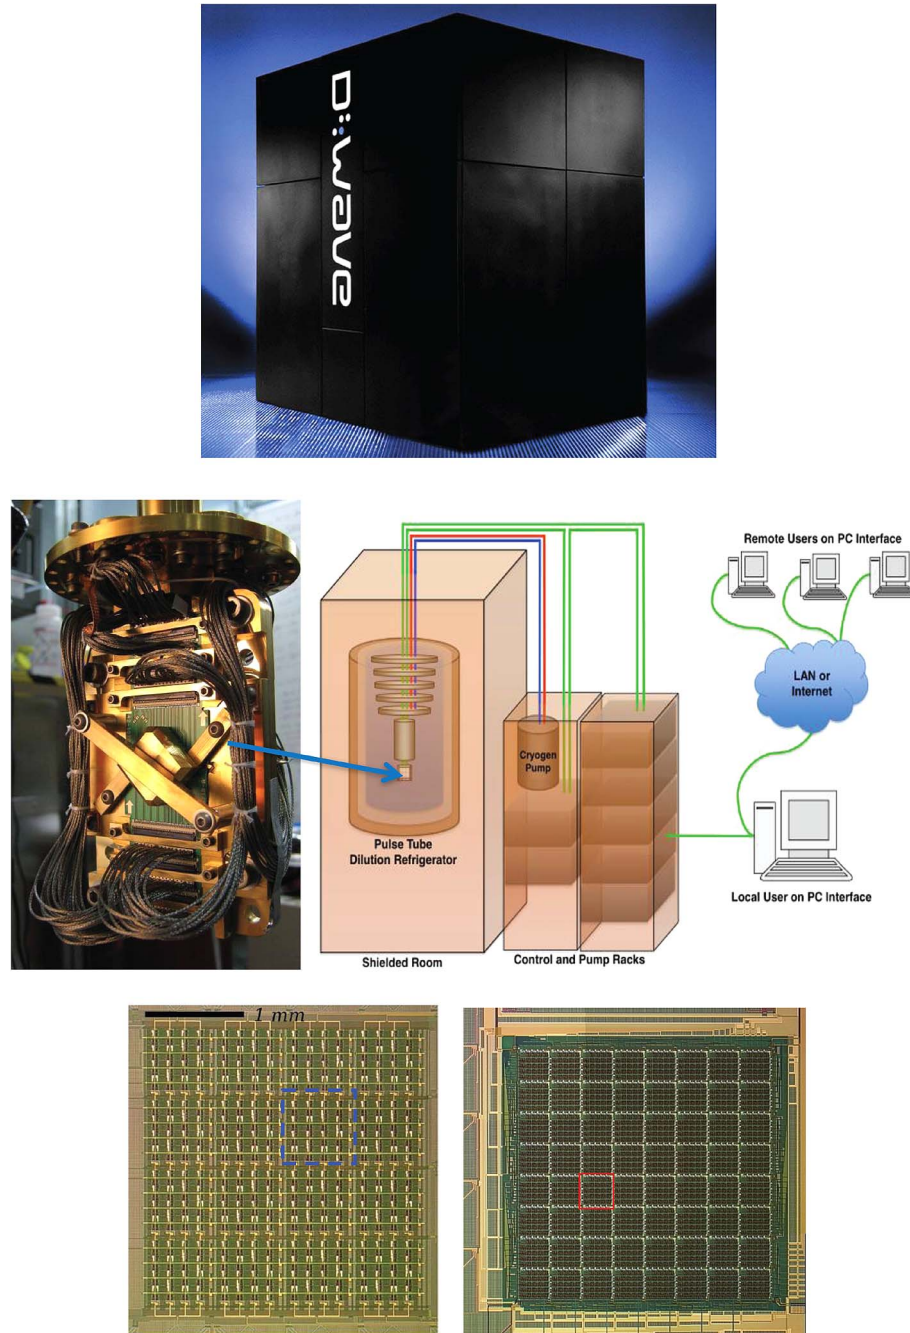 D:wave
Remote Users on PC Interface
LAN or
Internet
Cryogen
Pump
Pulse Tube
Dilution Refrigerator
Local User on PC Interface
Shielded Room
Control and Pump Racks
1 mm